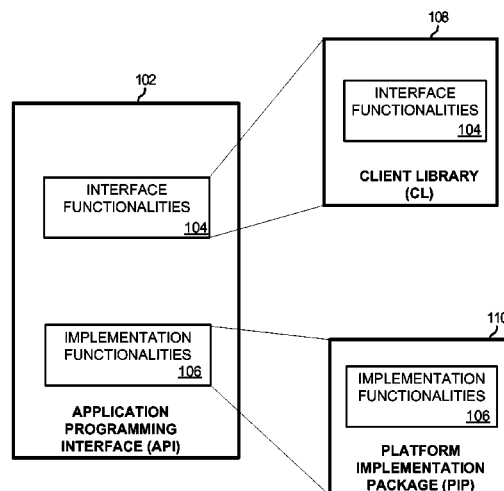 102
INTERFACE
FUNCTIONALITIES
104
IMPLEMENTATION
FUNCTIONALITIES
106
APPLICATION
PROGRAMMING
INTERFACE (API)
108
INTERFACE
FUNCTIONALITIES
104
CLIENT LIBRARY
(CL)
110
IMPLEMENTATION
FUNCTIONALITIES
106
PLATFORM
IMPLEMENTATION
PACKAGE (PIP)